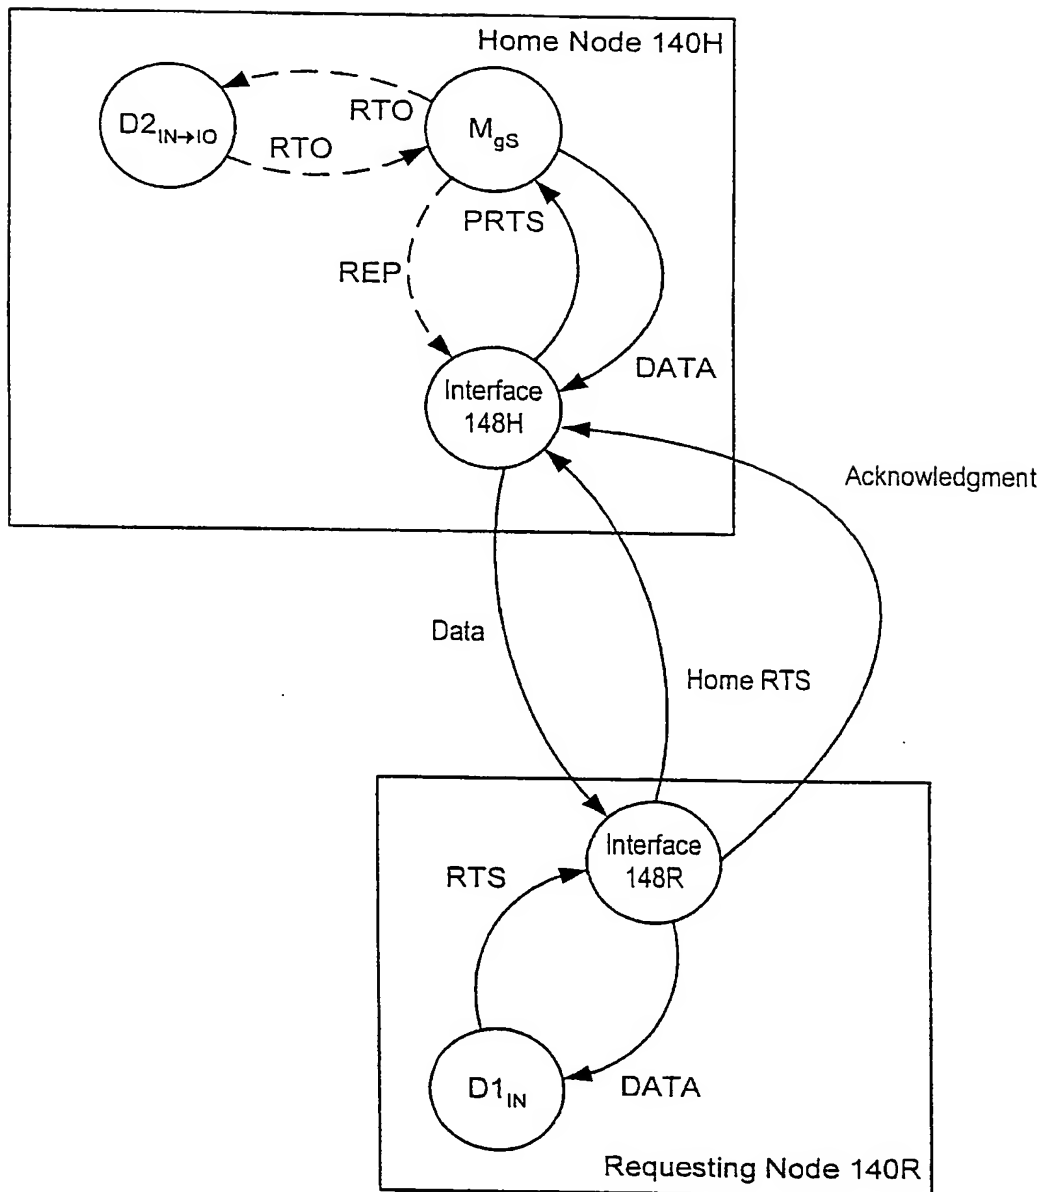 Home Node 140H
D2IN→IO
RTO
RTO
MgS
PRTS
REP
DATA
Interface
148H
Acknowledgment
Data
Home RTS
Interface
148R
RTS
D1IN
DATA
Requesting Node 140R